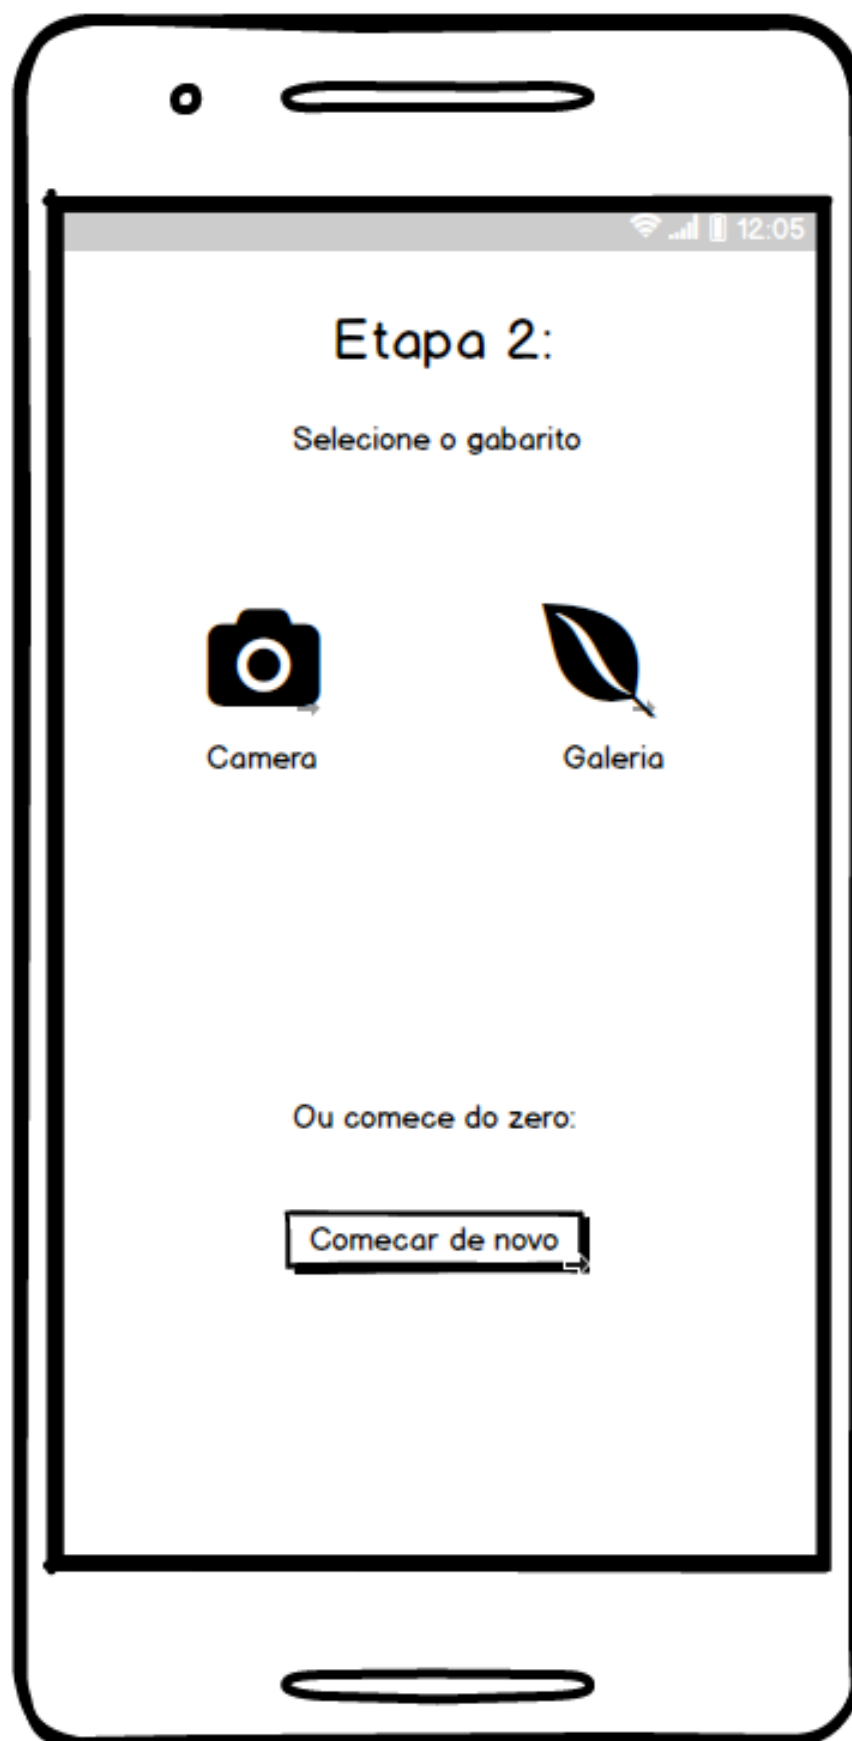 12:05
Etapa 2:
Selecione o gabarito
Camera
Galeria
Ou comece do zero:
Comecar de novo